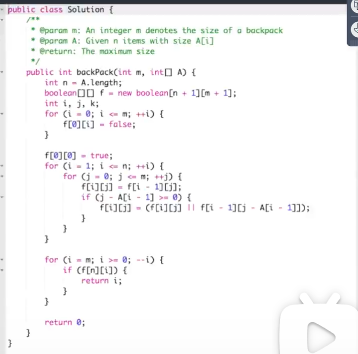 public class Solution {
    /**
     * @param m: An integer m denotes the size of a backpack
     * @param A: Given n items with size A[i]
     * @return: The maximum size
     */
    public int backPack(int m, int[] A) {
        int n = A.length;
        boolean[][] f = new boolean[n + 1][m + 1];
        int i, j, k;
        for (i = 0; i <= m; ++i) {
            f[0][i] = false;
        }

        f[0][0] = true;
        for (i = 1; i <= n; ++i) {
            for (j = 0; j <= m; ++j) {
                f[i][j] = f[i - 1][j];
                if (j - A[i - 1] >= 0) {
                    f[i][j] = (f[i][j] || f[i - 1][j - A[i - 1]]);
                }
            }
        }

        for (i = m; i >= 0; --i) {
            if (f[n][i]) {
                return i;
            }
        }

        return 0;
    }
}